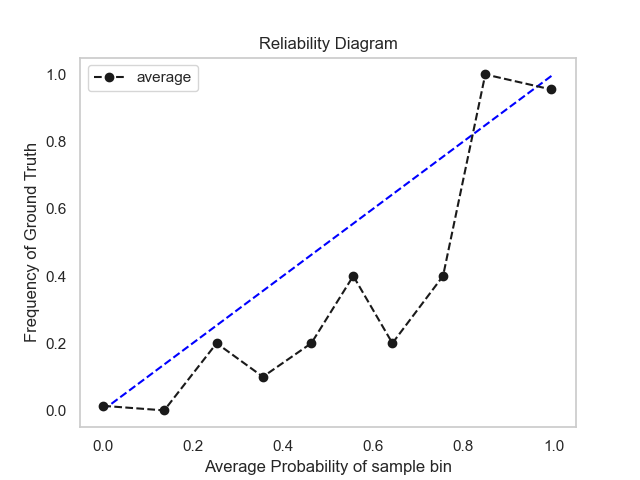 Reliability Diagram
average
1.0
0.8
0.6
0.4
0.2
0.0
Frequency of Ground Truth
0.0 0.2 0.4 0.6 0.8 1.0
Average Probability of sample bin